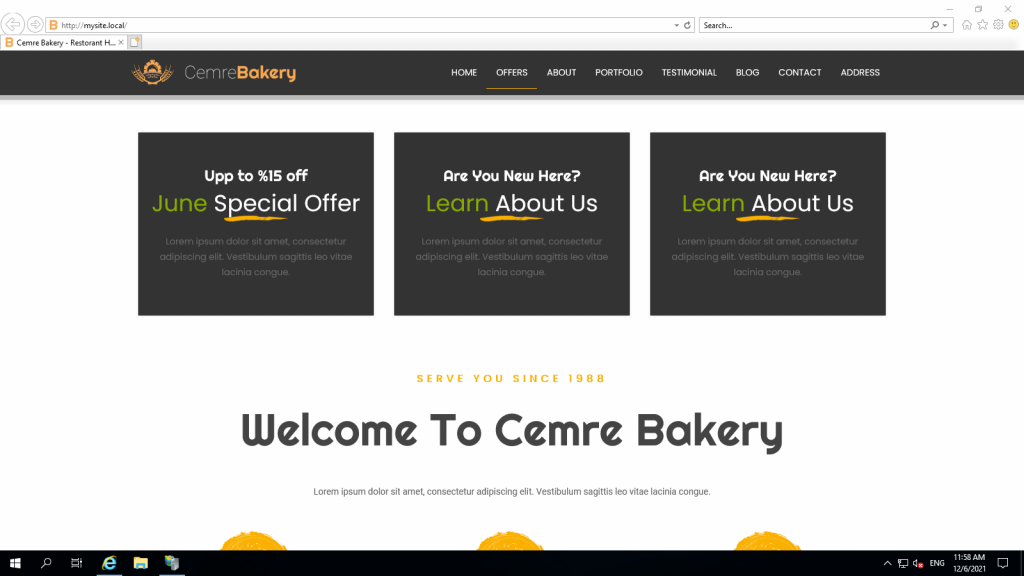 http://mysite.local/
Search...
Cemre Bakery - Restorant H...
CemreBakery
HOME
OFFERS
ABOUT
PORTFOLIO
TESTIMONIAL
BLOG
CONTACT
ADDRESS
Upp to %15 off
June Special Offer
Lorem ipsum dolor sit amet, consectetur
adipiscing elit. Vestibulum sagittis leo vitae
lacinia congue.
Are You New Here?
Learn About Us
Lorem ipsum dolor sit amet, consectetur
adipiscing elit. Vestibulum sagittis leo vitae
lacinia congue.
Are You New Here?
Learn About Us
Lorem ipsum dolor sit amet, consectetur
adipiscing elit. Vestibulum sagittis leo vitae
lacinia congue.
SERVE YOU SINCE 1988
Welcome To Cemre Bakery
Lorem ipsum dolor sit amet, consectetur adipiscing elit. Vestibulum sagittis leo vitae lacinia congue.
ENG
11:58 AM
12/6/2021